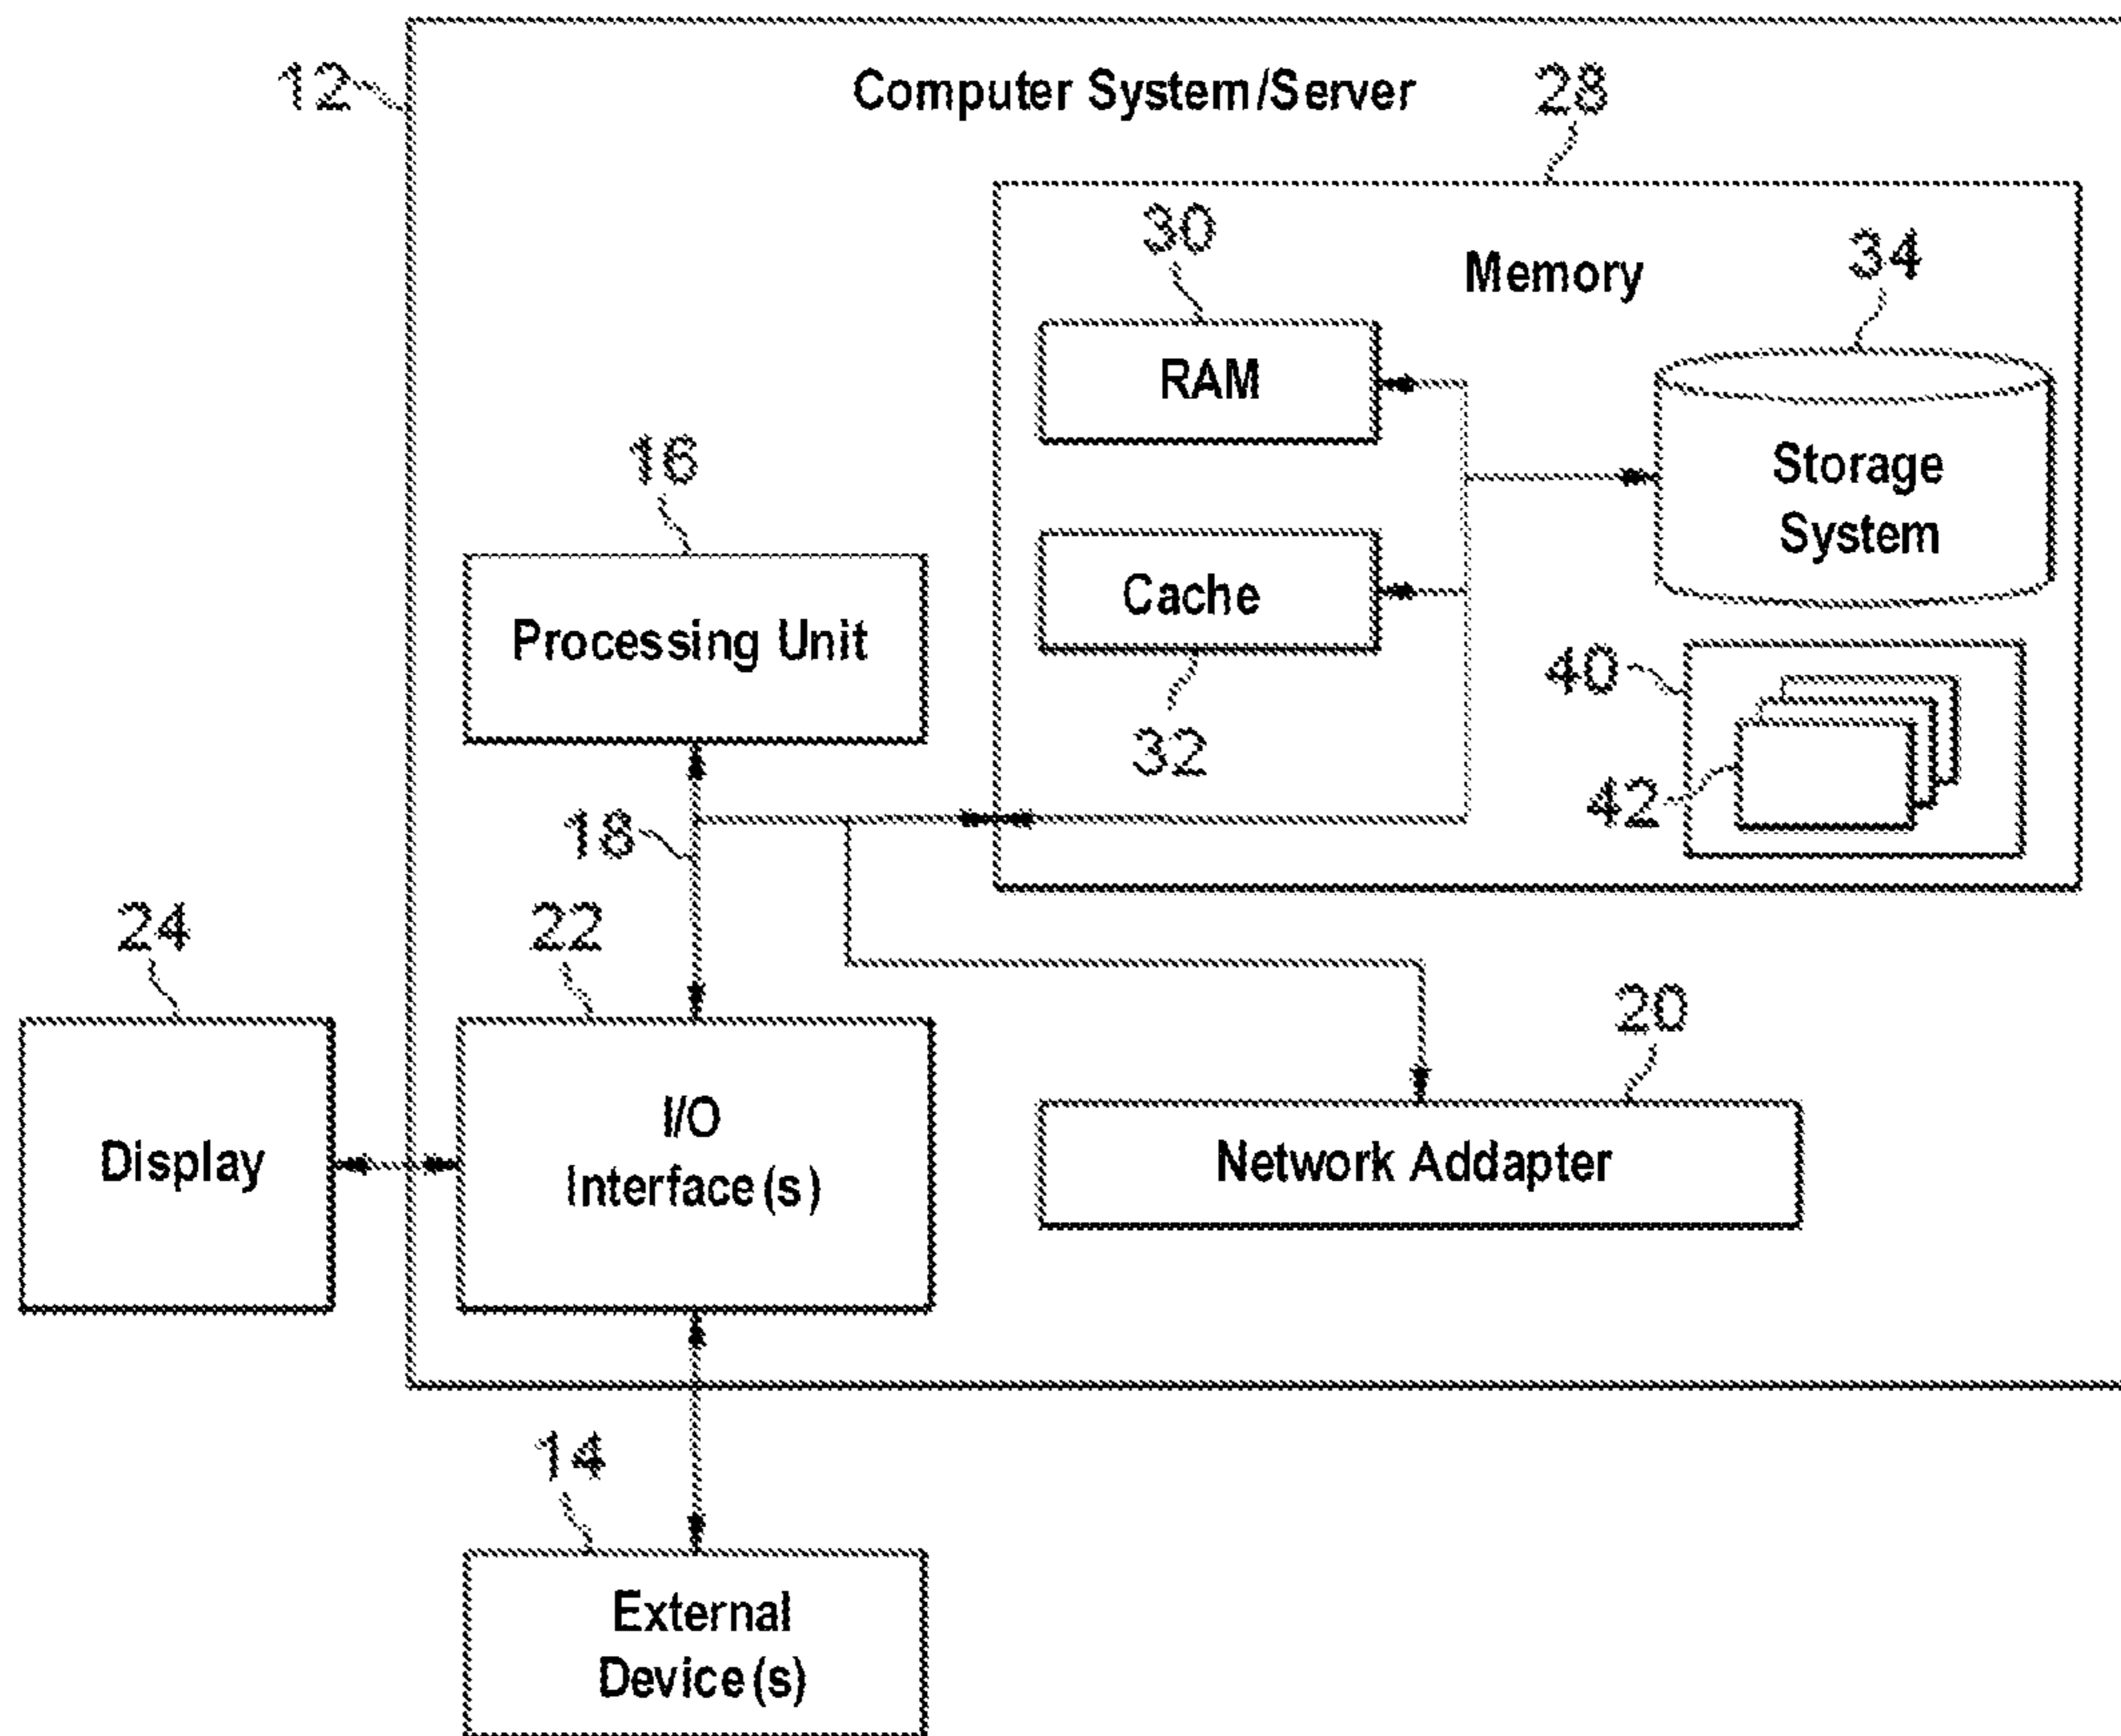 12
Computer System/Server
28
30
Memory
34
RAM
16
Storage
System
Cache
Processing Unit
40
32
42
18
24
22
20
I/O
Interface(s)
Display
Network Addapter
14
External
Device(s)